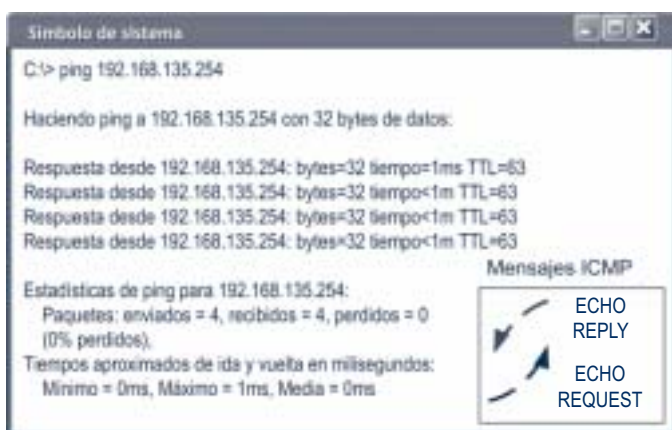 Símbolo de sistema
C:\> ping 192.168.135.254
Haciendo ping a 192.168.135.254 con 32 bytes de datos:
Respuesta desde 192.168.135.254: bytes=32 tiempo=1ms TTL=63
Respuesta desde 192.168.135.254: bytes=32 tiempo<1m TTL=63
Respuesta desde 192.168.135.254: bytes=32 tiempo<1m TTL=63
Respuesta desde 192.168.135.254: bytes=32 tiempo<1m TTL=63
Estadísticas de ping para 192.168.135.254:
Paquetes: enviados = 4, recibidos = 4, perdidos = 0
(0% perdidos),
Tiempos aproximados de ida y vuelta en milisegundos:
Mínimo = 0ms, Máximo = 1ms, Media = 0ms
Mensajes ICMP
ECHO
REPLY
ECHO
REQUEST